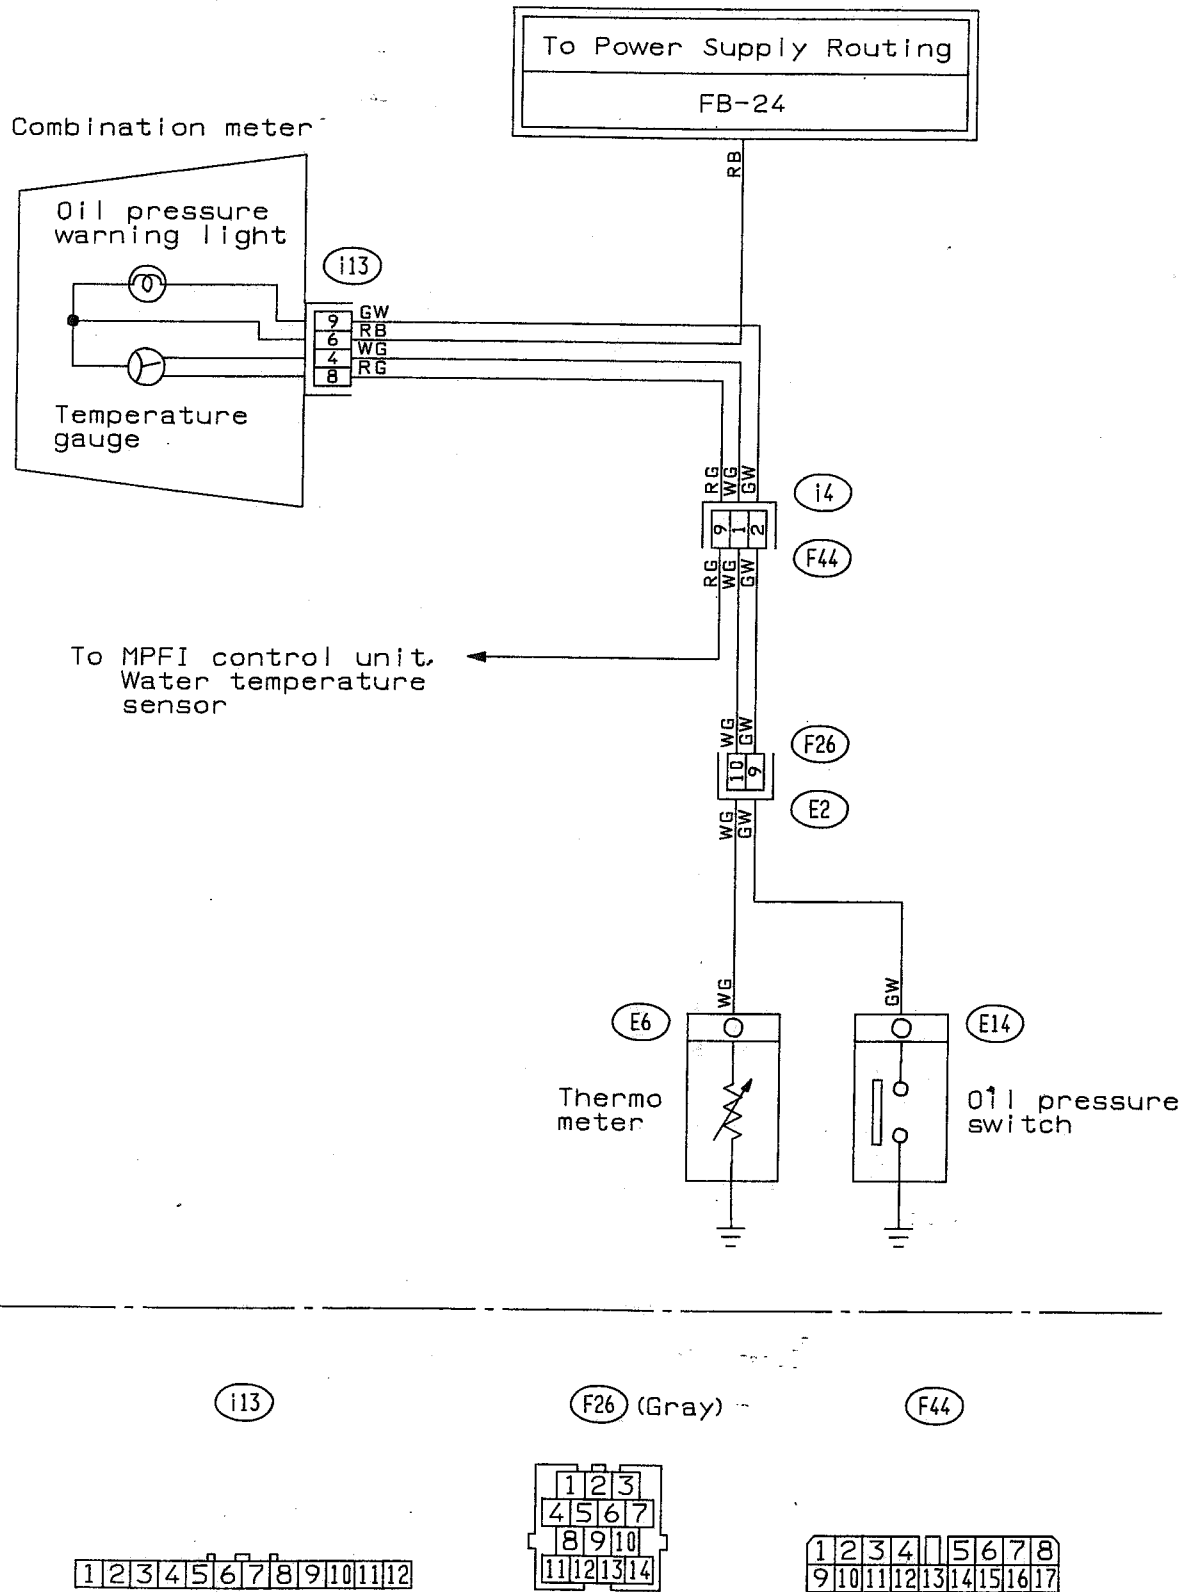 To Power Supply Routing
FB-24
Combination meter
RB
Oil pressure
warning light
i13
9 GW
6 RB
4 WG
8 RG
Temperature
gauge
RG WG GW
i4
9 1 2
F44
RG WG GW
To MPFI control unit,
Water temperature
sensor
WG GW
F26
10 9
E2
WG GW
WG
GW
E6
E14
Thermo
meter
Oil pressure
switch
i13
F26 (Gray)
F44
1 2 3
4 5 6 7
8 9 10
11 12 13 14
1 2 3 4 5 6 7 8 9 10 11 12
1 2 3 4 5 6 7 8
9 10 11 12 13 14 15 16 17